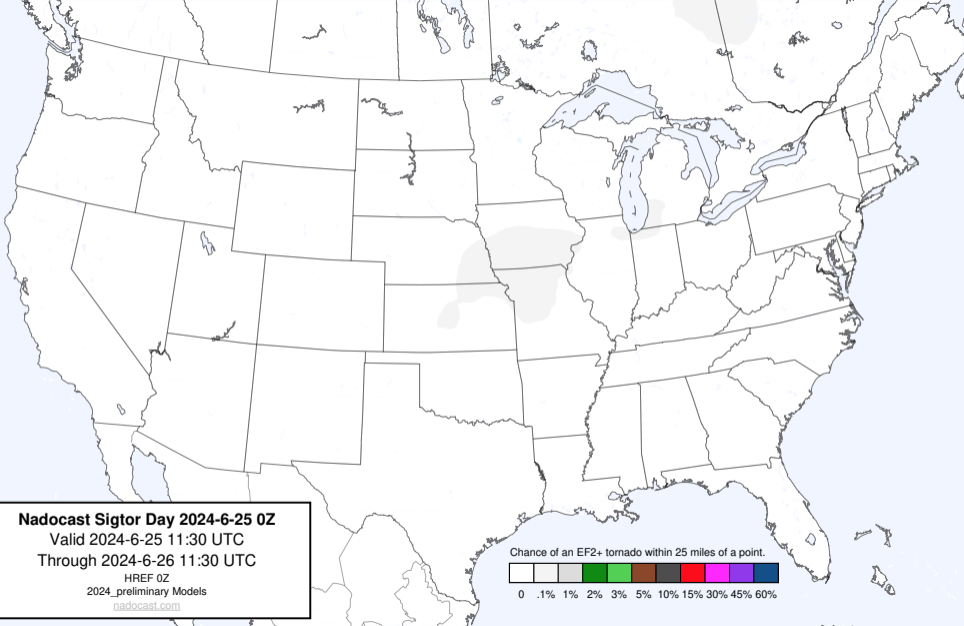 Nadocast Sigtor Day 2024-6-25 0Z
Valid 2024-6-25 11:30 UTC
Through 2024-6-26 11:30 UTC
HREF 0Z
2024_preliminary Models
nadocast.com
Chance of an EF2+ tornado within 25 miles of a point.
0 .1% 1% 2% 3% 5% 10% 15% 30% 45% 60%